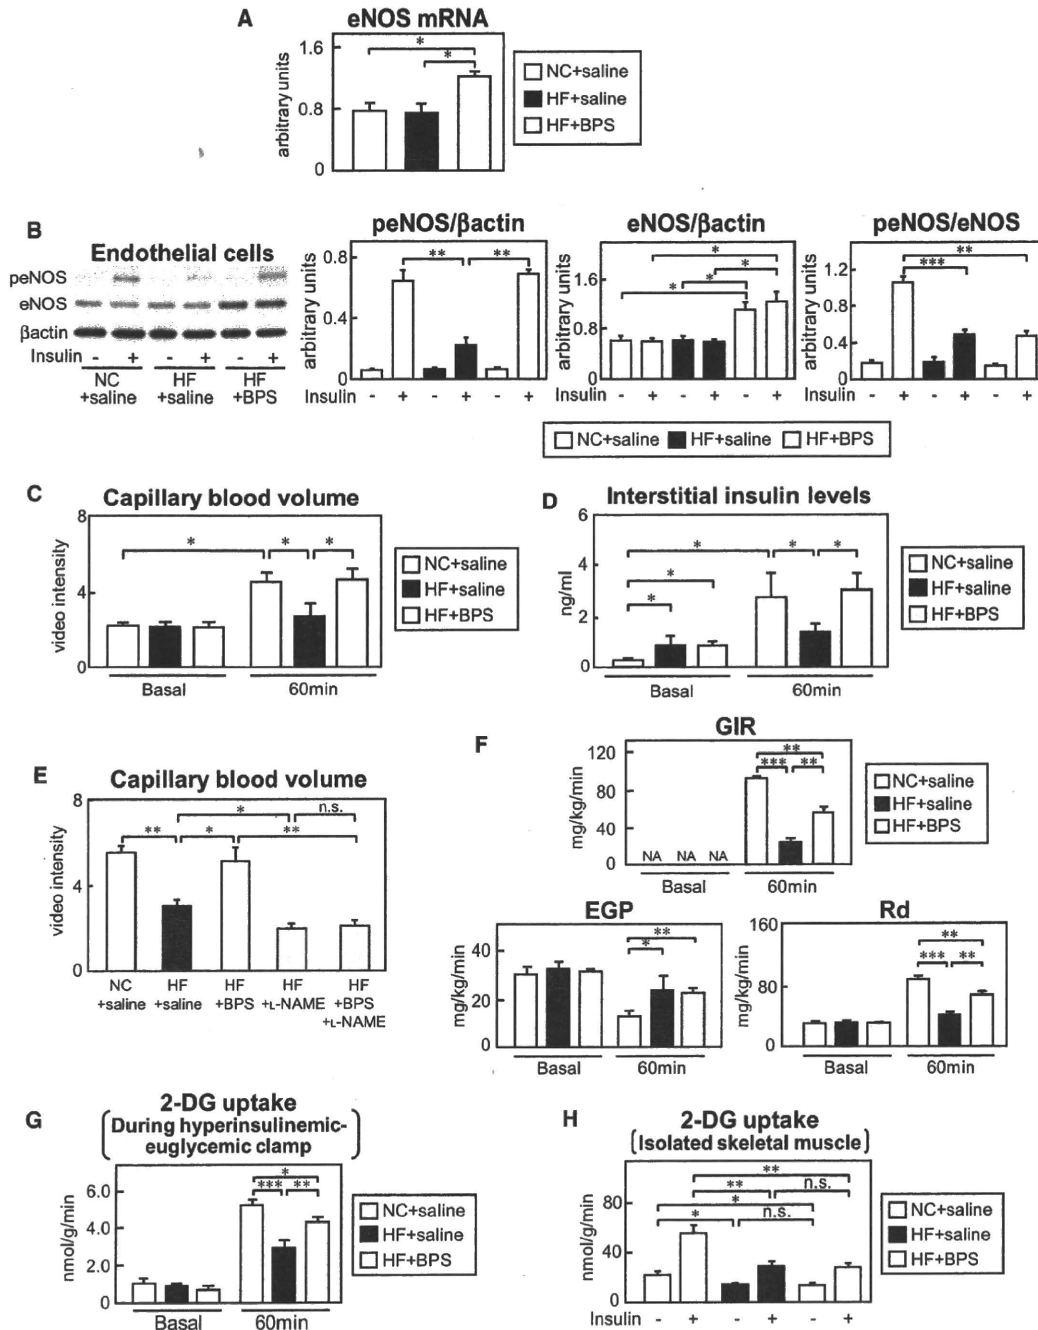 A
eNOS mRNA
arbitrary units
1.6
0.8
0
*
*
NC+saline
HF+saline
HF+BPS
B
Endothelial cells
peNOS
eNOS
βactin
Insulin - + - + - +
NC +saline
HF +saline
HF +BPS
peNOS/βactin
arbitrary units
0.8
0.4
0
** **
Insulin - + - + - +
eNOS/βactin
arbitrary units
1.6
0.8
0
*
*
*
*
Insulin - + - + - +
peNOS/eNOS
arbitrary units
1.2
0.8
0.4
0
**
***
Insulin - + - + - +
NC+saline HF+saline HF+BPS
C
Capillary blood volume
video intensity
8
4
0
* * *
Basal 60min
NC+saline
HF+saline
HF+BPS
D
Interstitial insulin levels
ng/ml
6
4
2
0
* * *
*
*
Basal 60min
NC+saline
HF+saline
HF+BPS
E
Capillary blood volume
video intensity
8
4
0
* n.s.
** * **
NC +saline
HF +saline
HF +BPS
HF +L-NAME
HF +BPS +L-NAME
F
GIR
mg/kg/min
120
80
40
0
**
*** **
NA NA NA
Basal 60min
NC+saline
HF+saline
HF+BPS
EGP
mg/kg/min
40
20
0
**
*
Basal 60min
Rd
mg/kg/min
160
80
0
**
*** **
Basal 60min
G
2-DG uptake
During hyperinsulinemic-
euglycemic clamp
nmol/g/min
6.0
4.0
2.0
0
*
*** **
Basal 60min
NC+saline
HF+saline
HF+BPS
H
2-DG uptake
[Isolated skeletal muscle]
nmol/g/min
80
40
0
**
** n.s.
*
* n.s.
Insulin - + - + - +
NC+saline
HF+saline
HF+BPS